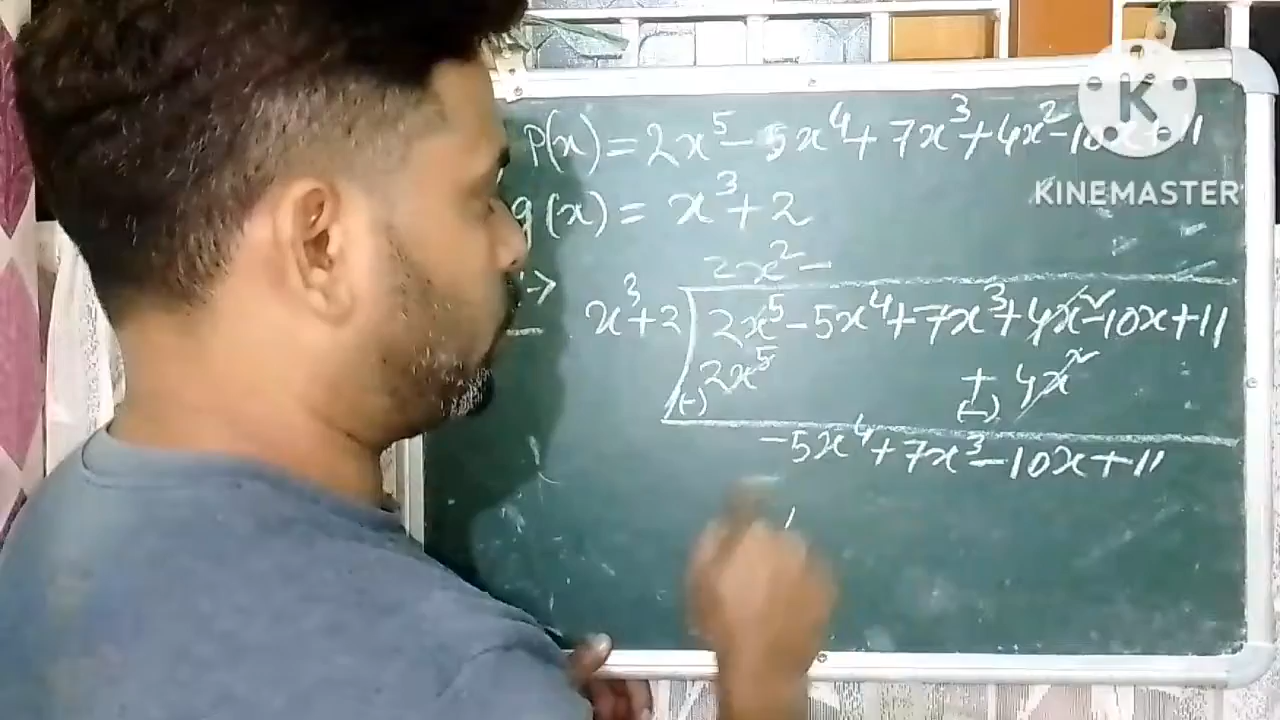 P(x) = 2x⁵ - 5x⁴ + 7x³ + 4x² - 10x + 11
K
KINEMASTER
g(x) = x³ + 2
2x² -
x³ + 2 2x⁵ - 5x⁴ + 7x³ + 4x² - 10x + 11
2x⁵ + 4x²
(-) (-)
-5x⁴ + 7x³ - 10x + 11